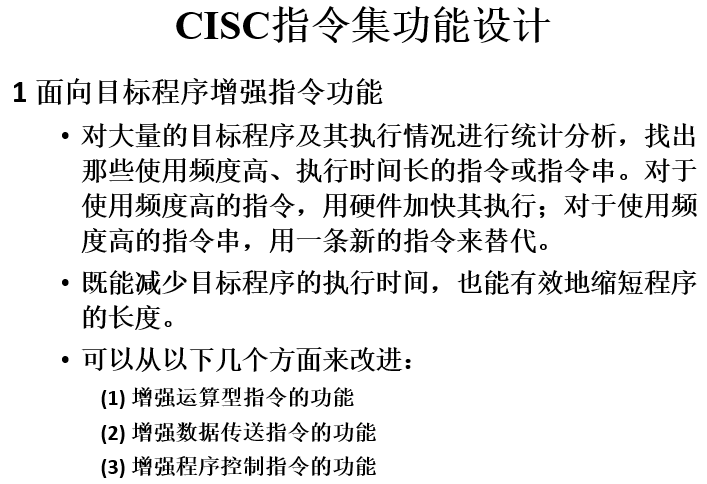 CISC指令集功能设计
1 面向目标程序增强指令功能
• 对大量的目标程序及其执行情况进行统计分析，找出
那些使用频度高、执行时间长的指令或指令串。对于
使用频度高的指令，用硬件加快其执行；对于使用频
度高的指令串，用一条新的指令来替代。
• 既能减少目标程序的执行时间，也能有效地缩短程序
的长度。
• 可以从以下几个方面来改进：
(1) 增强运算型指令的功能
(2) 增强数据传送指令的功能
(3) 增强程序控制指令的功能